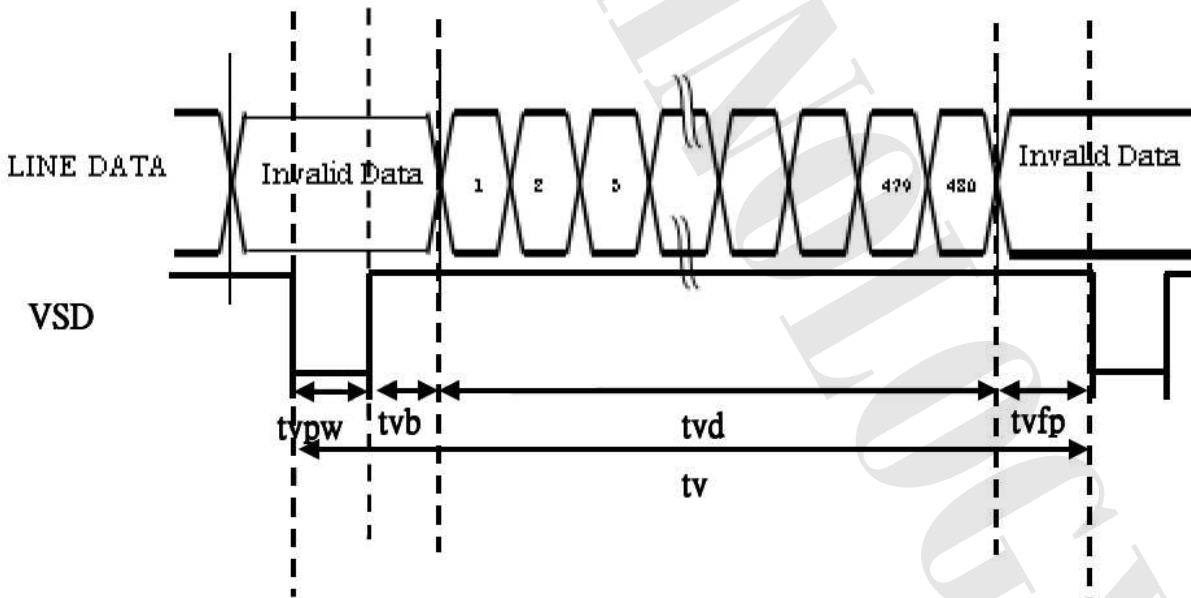 LINE DATA
Invalid Data
1
2
3
479
480
Invalid Data
VSD
tvpw
tvb
tvd
tvfp
tv